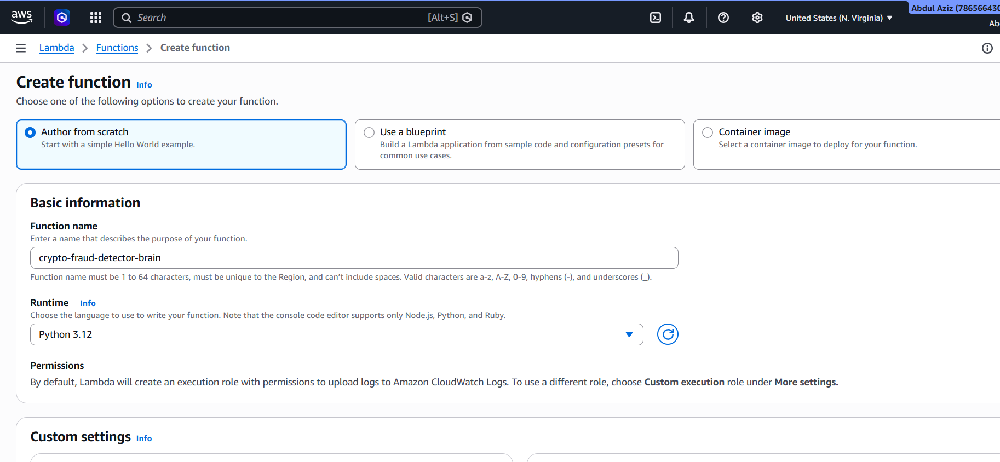 aws
Search [Alt+S]
United States (N. Virginia)
Abdul Aziz (786566430
Lambda Functions Create function
Create function Info
Choose one of the following options to create your function.
Author from scratch
Start with a simple Hello World example.
Use a blueprint
Build a Lambda application from sample code and configuration presets for
common use cases.
Container image
Select a container image to deploy for your function.
Basic information
Function name
Enter a name that describes the purpose of your function.
crypto-fraud-detector-brain
Function name must be 1 to 64 characters, must be unique to the Region, and can’t include spaces. Valid characters are a-z, A-Z, 0-9, hyphens (-), and underscores (_).
Runtime Info
Choose the language to use to write your function. Note that the console code editor supports only Node.js, Python, and Ruby.
Python 3.12
Permissions
By default, Lambda will create an execution role with permissions to upload logs to Amazon CloudWatch Logs. To use a different role, choose Custom execution role under More settings.
Custom settings Info